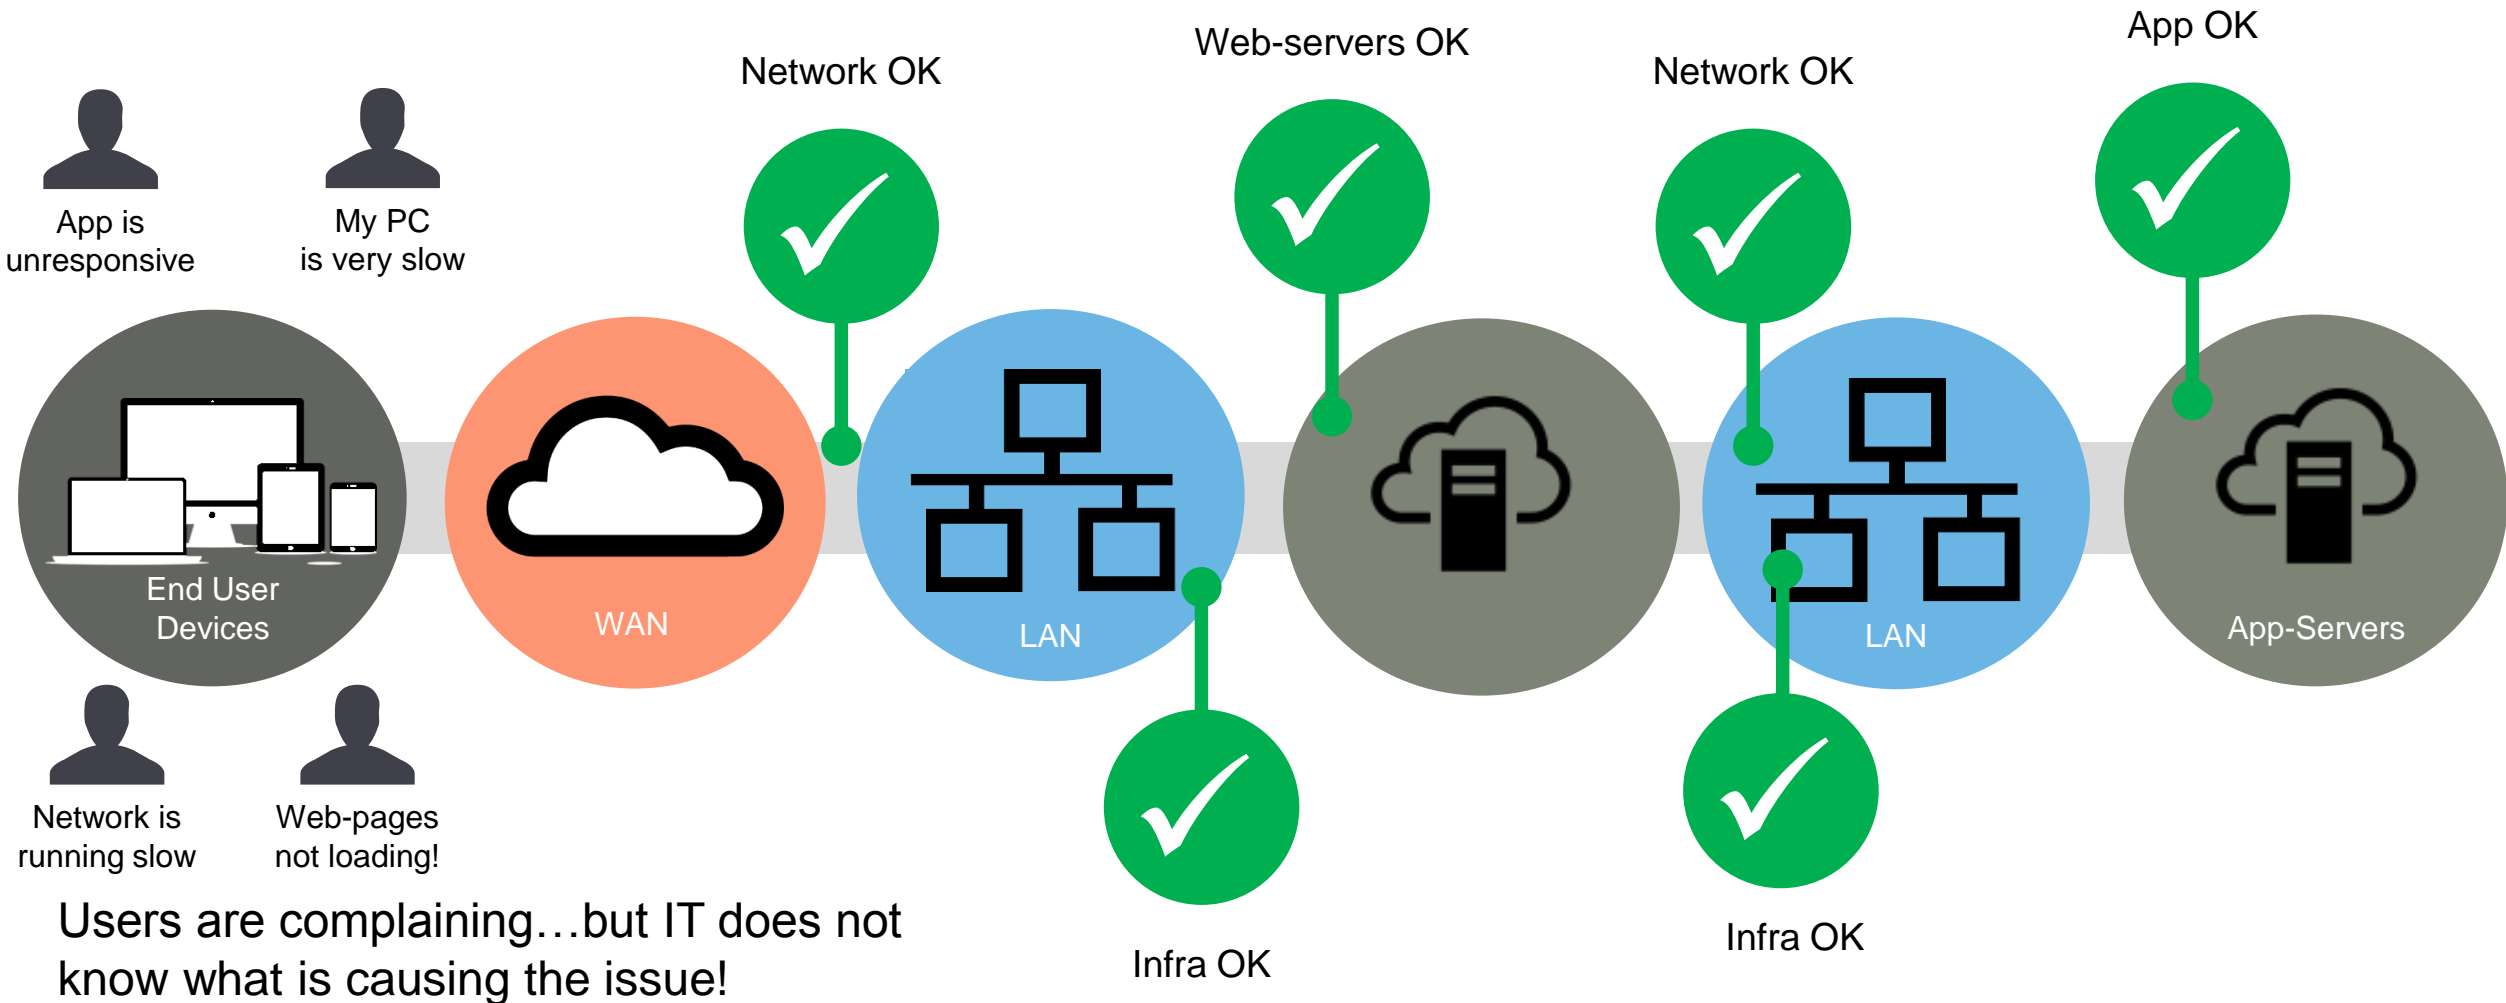 App OK
Web-servers OK
Network OK
Network OK
App is
unresponsive
My PC
is very slow
End User
Devices
WAN
LAN
LAN
App-Servers
Network is
running slow
Web-pages
not loading!
Users are complaining…but IT does not
know what is causing the issue!
Infra OK
Infra OK